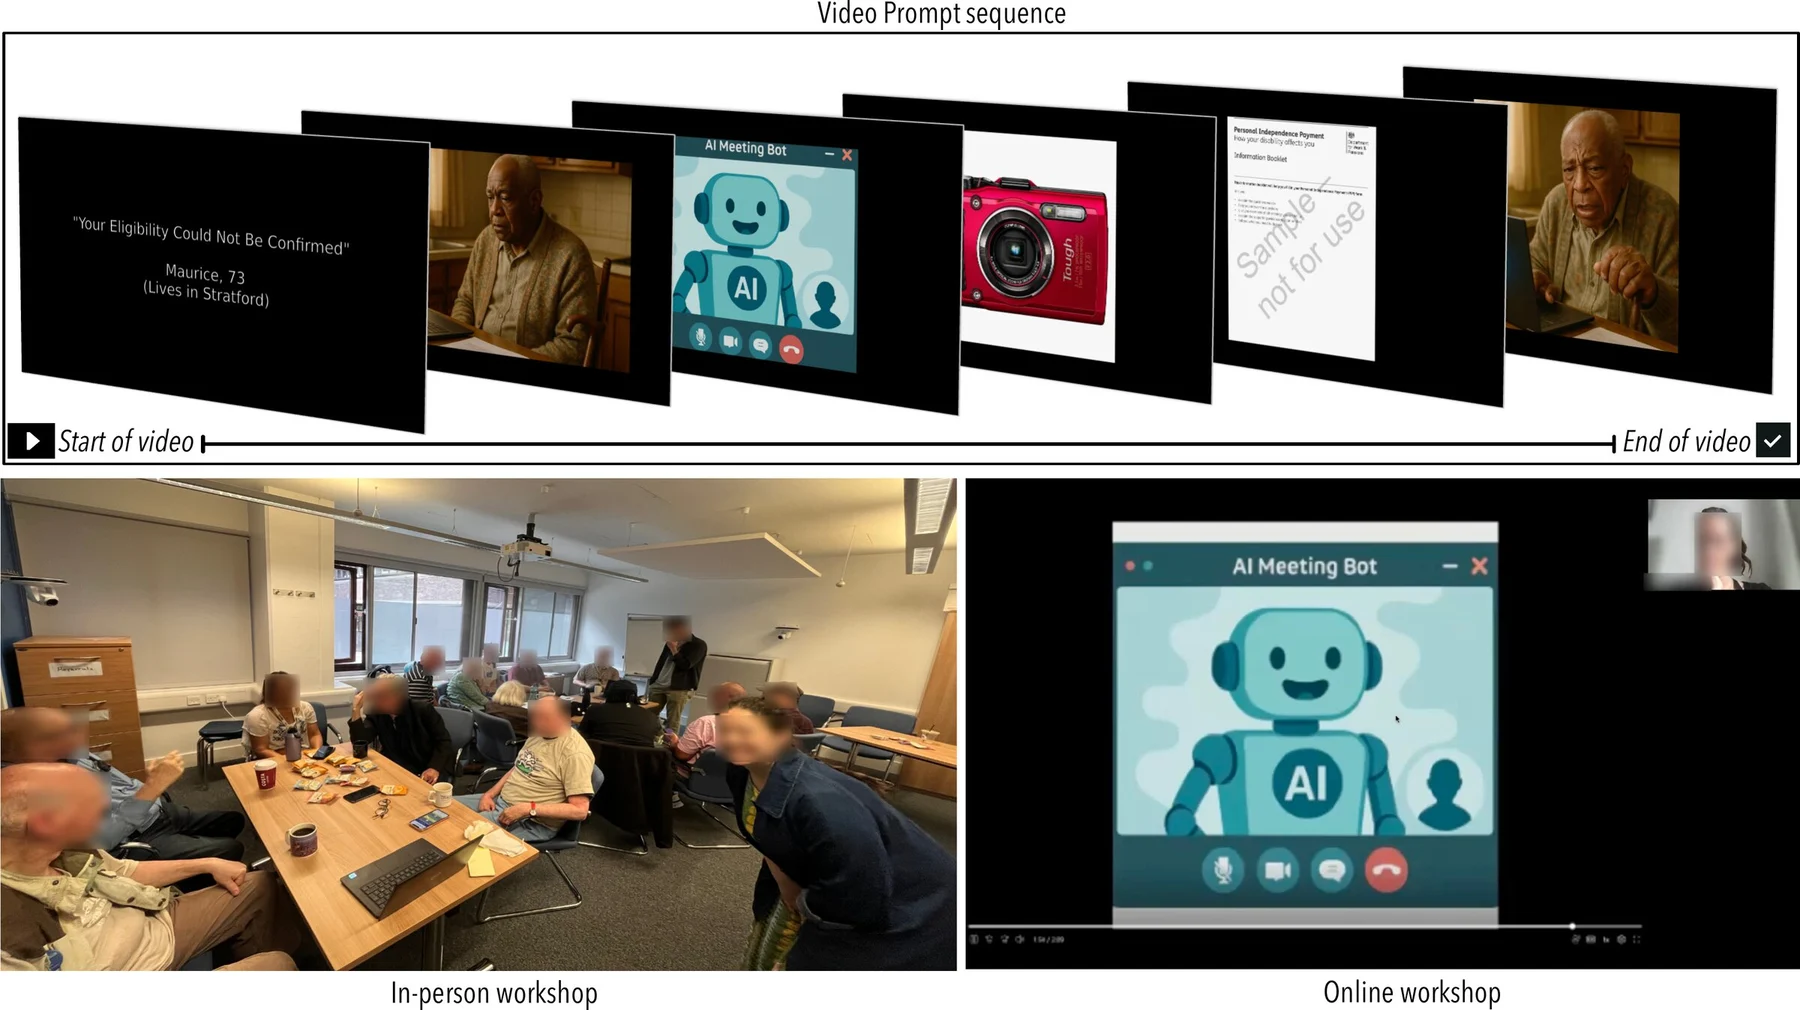 Video Prompt sequence
"Your Eligibility Could Not Be Confirmed"
Maurice, 73
(Lives in Stratford)
AI Meeting Bot
AI
Tough
Personal Independence Payment
How your disability affects you
Information Booklet
Sample –
not for use
Start of video
End of video
COSTA
AI Meeting Bot
AI
In-person workshop
Online workshop